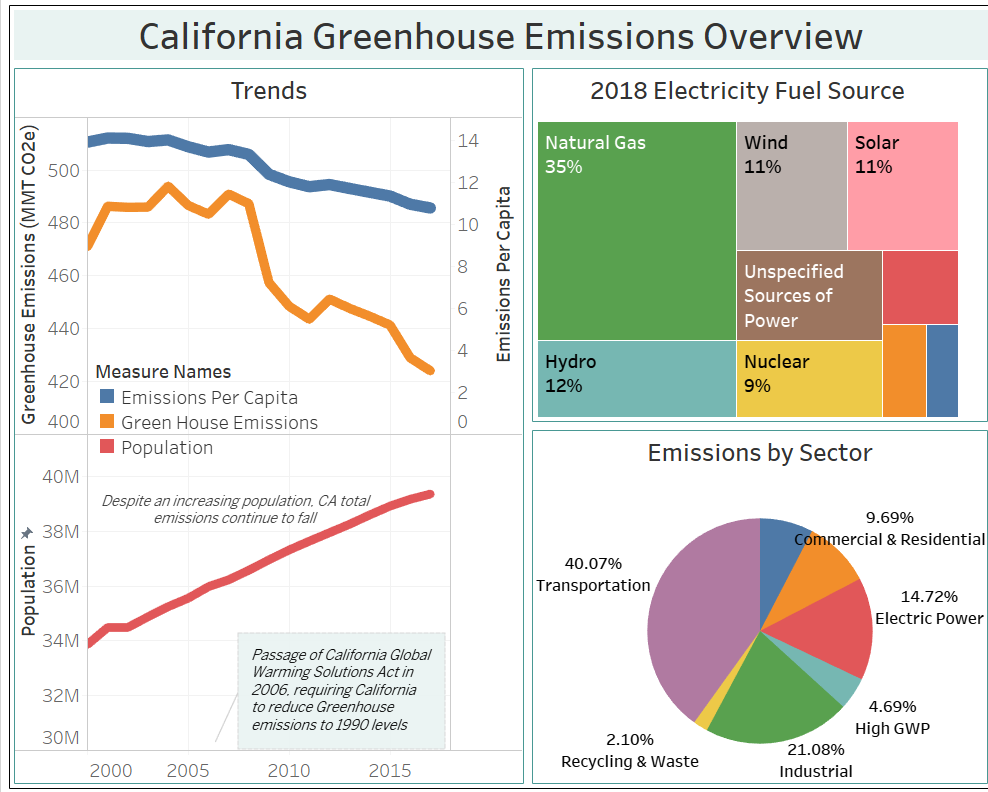 California Greenhouse Emissions Overview
Trends
Greenhouse Emissions (MMT CO2e)
500
480
460
440
420
400
14
12
10
8
6
4
2
0
Emissions Per Capita
Measure Names
Emissions Per Capita
Green House Emissions
Population
Population
40M
38M
36M
34M
32M
30M
Despite an increasing population, CA total
emissions continue to fall
Passage of California Global
Warming Solutions Act in
2006, requiring California
to reduce Greenhouse
emissions to 1990 levels
2000
2005
2010
2015
2018 Electricity Fuel Source
Natural Gas
35%
Wind
11%
Solar
11%
Unspecified
Sources of
Power
Hydro
12%
Nuclear
9%
Emissions by Sector
9.69%
Commercial & Residential
40.07%
Transportation
14.72%
Electric Power
4.69%
High GWP
2.10%
Recycling & Waste
21.08%
Industrial